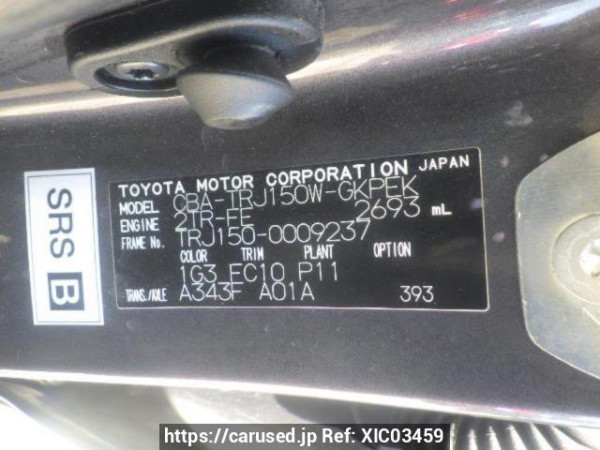 TOYOTA MOTOR CORPORATION JAPAN
MODEL CBA-TRJ150W-GKPEK
ENGINE 2TR-FE 2693 mL
FRAME No. TRJ150-0009237
COLOR TRIM PLANT OPTION
1G3 FC10 P11
TRANS./AXLE A343F A01A 393
SRS B
https://carused.jp Ref: XIC03459